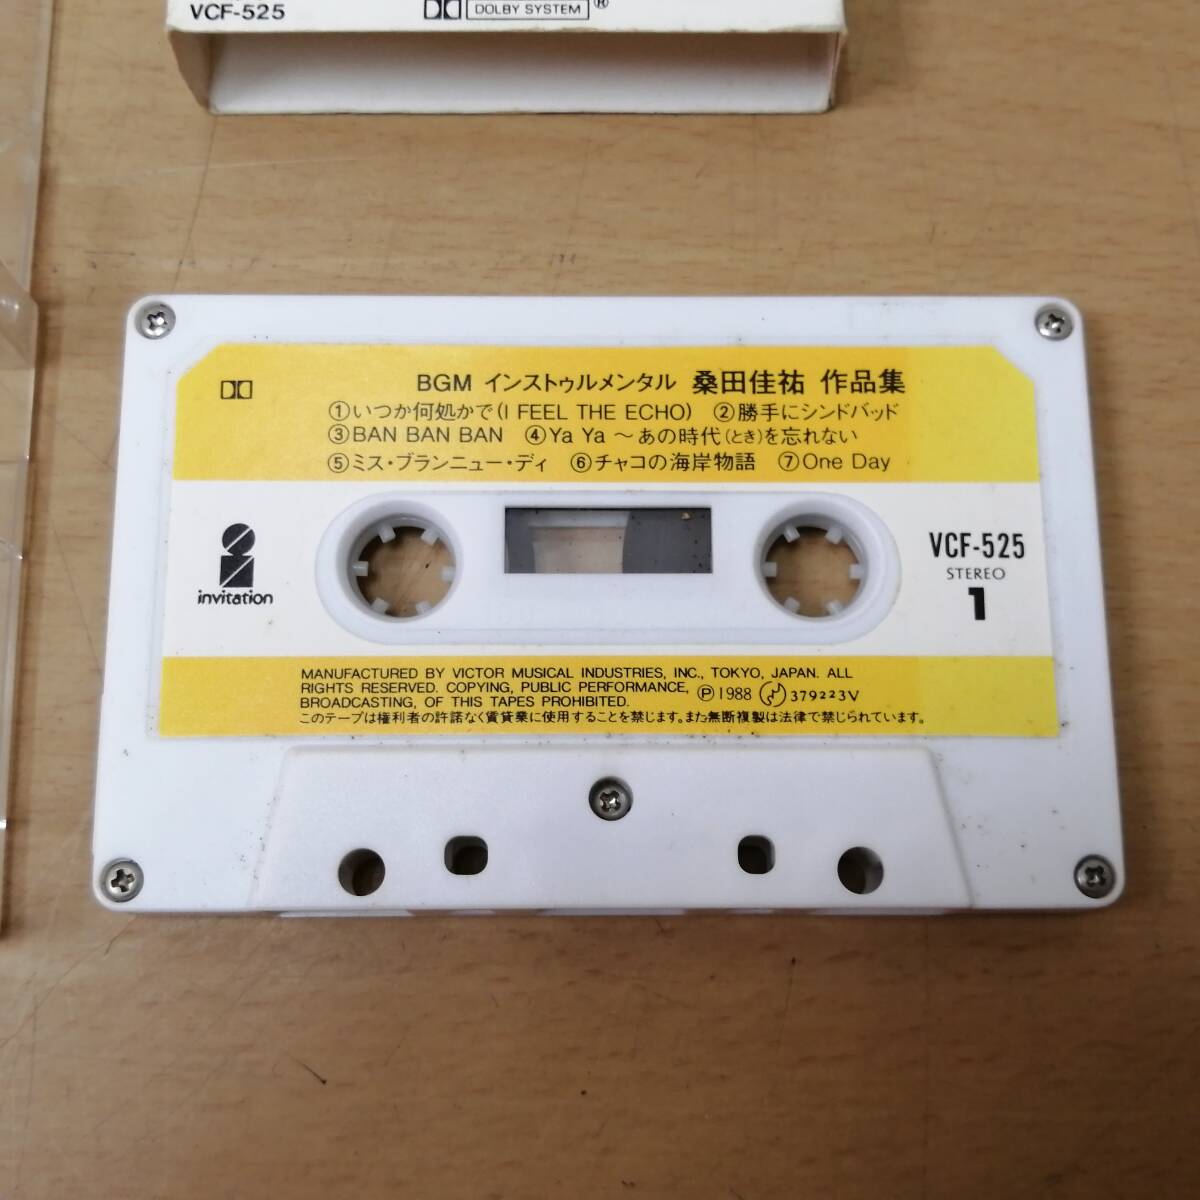 VCF-525
DOLBY SYSTEM ®
BGM インストゥルメンタル 桑田佳祐 作品集
①いつか何処かで(I FEEL THE ECHO) ②勝手にシンドバッド
③BAN BAN BAN ④Ya Ya ～あの時代(とき)を忘れない
⑤ミス・ブランニュー・ディ ⑥チャコの海岸物語 ⑦One Day
invitation
VCF-525
STEREO
1
MANUFACTURED BY VICTOR MUSICAL INDUSTRIES, INC., TOKYO, JAPAN. ALL
RIGHTS RESERVED. COPYING, PUBLIC PERFORMANCE,
BROADCASTING, OF THIS TAPES PROHIBITED.
Ⓟ1988 379223V
このテープは権利者の許諾なく賃貸業に使用することを禁じます。また無断複製は法律で禁じられています。